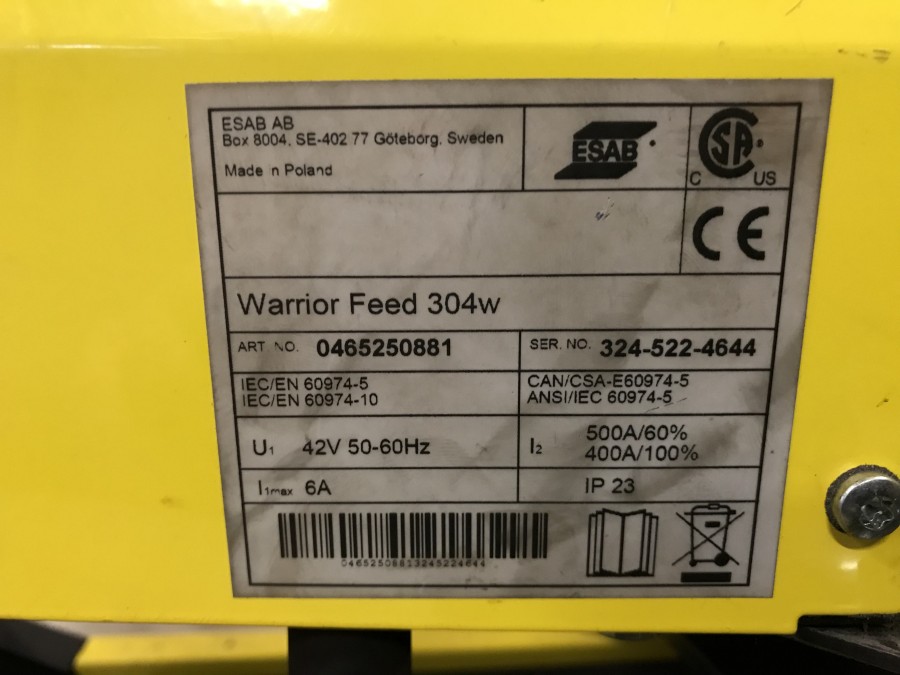 ESAB AB
Box 8004, SE-402 77 Göteborg, Sweden
Made in Poland
ESAB
CSA
C US
CE
Warrior Feed 304w
ART NO. 0465250881
SER. NO. 324-522-4644
IEC/EN 60974-5
IEC/EN 60974-10
CAN/CSA-E60974-5
ANSI/IEC 60974-5
U1 42V 50-60Hz
I2 500A/60%
400A/100%
I1max 6A
IP 23
04652508813245224644